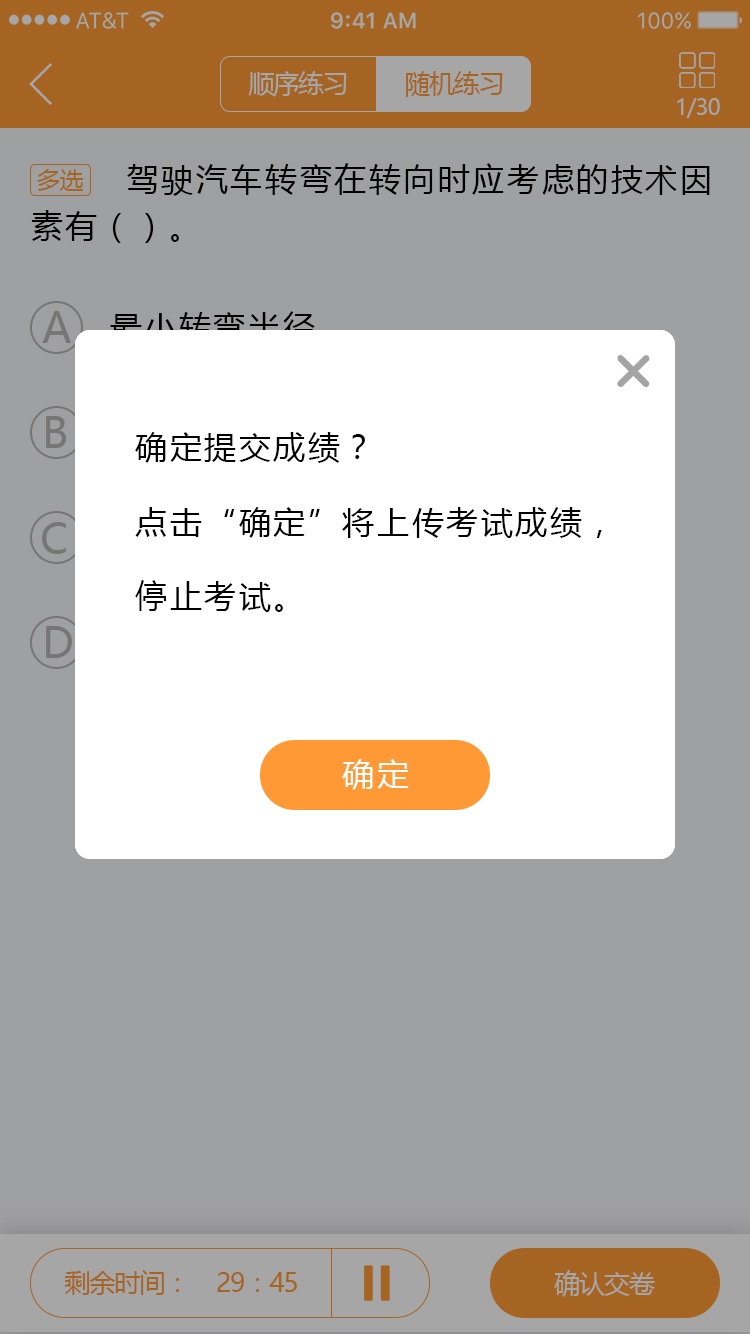 AT&T 9:41 AM 100%
顺序练习 随机练习
1/30
多选 驾驶汽车转弯在转向时应考虑的技术因
素有（ ）。
A 最小转弯半径
B
C
D
确定提交成绩？
点击“确定”将上传考试成绩，
停止考试。
确定
剩余时间： 29：45 确认交卷